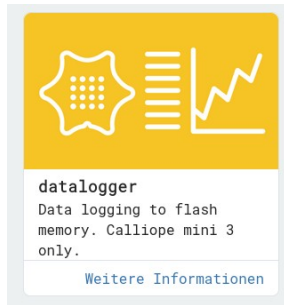 datalogger
Data logging to flash
memory. Calliope mini 3
only.
Weitere Informationen